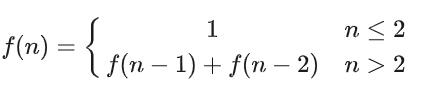 f(n) = { 1 n ≤ 2
f(n − 1) + f(n − 2) n > 2